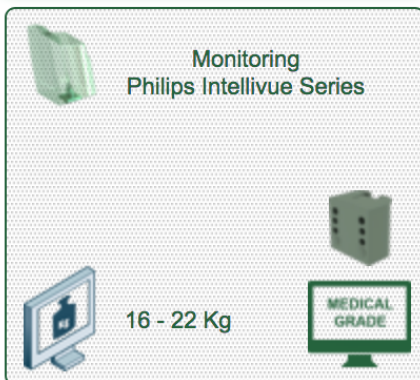 Monitoring
Philips Intellivue Series
16 - 22 Kg
MEDICAL
GRADE